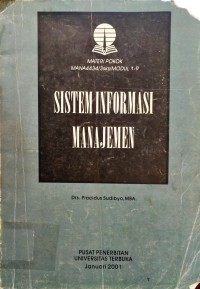 MATERI POKOK
MANA4434/3sks/MODUL 1-9
SISTEM INFORMASI
MANAJEMEN
Drs. Placidus Sudibyo, MBA.
PUSAT PENERBITAN
UNIVERSITAS TERBUKA
Januari 2001